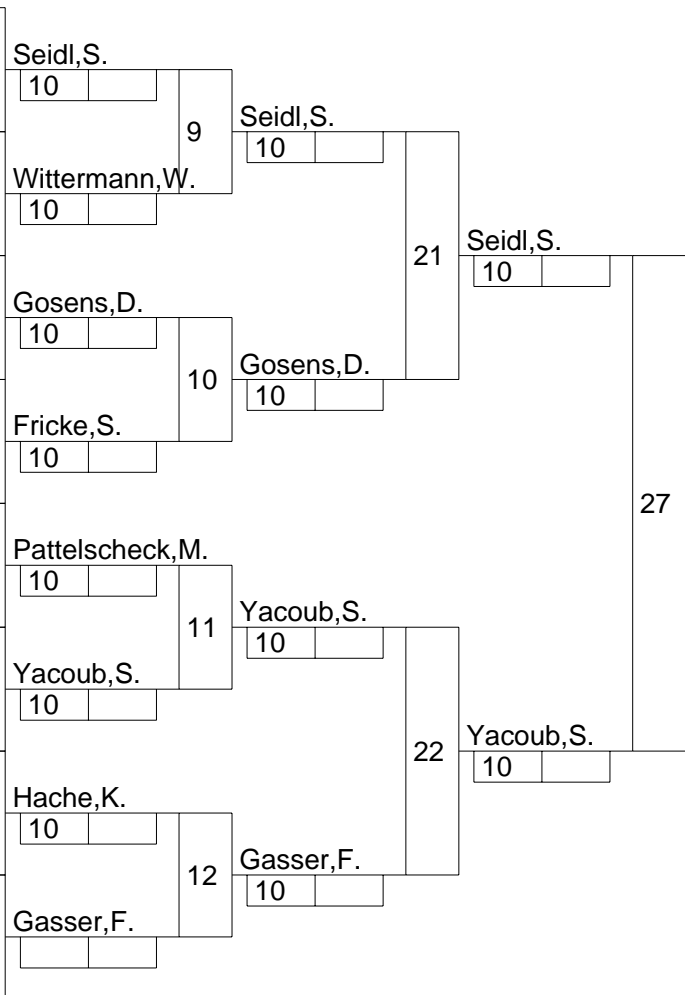 Seidl,S.
10
9
Seidl,S.
10
Wittermann,W.
10
21
Seidl,S.
10
Gosens,D.
10
10
Gosens,D.
10
Fricke,S.
10
27
Pattelscheck,M.
10
11
Yacoub,S.
10
Yacoub,S.
10
22
Yacoub,S.
10
Hache,K.
10
12
Gasser,F.
10
Gasser,F.